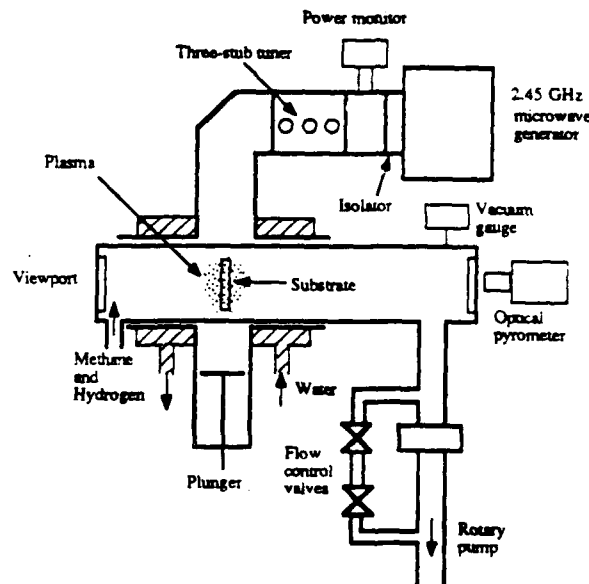 Power monitor
Three-stub tuner
2.45 GHz
microwave
generator
Plasma
Isolator
Vacuum
gauge
Viewport
Substrate
Optical
pyrometer
Methane
and
Hydrogen
Water
Flow
control
valves
Plunger
Rotary
pump